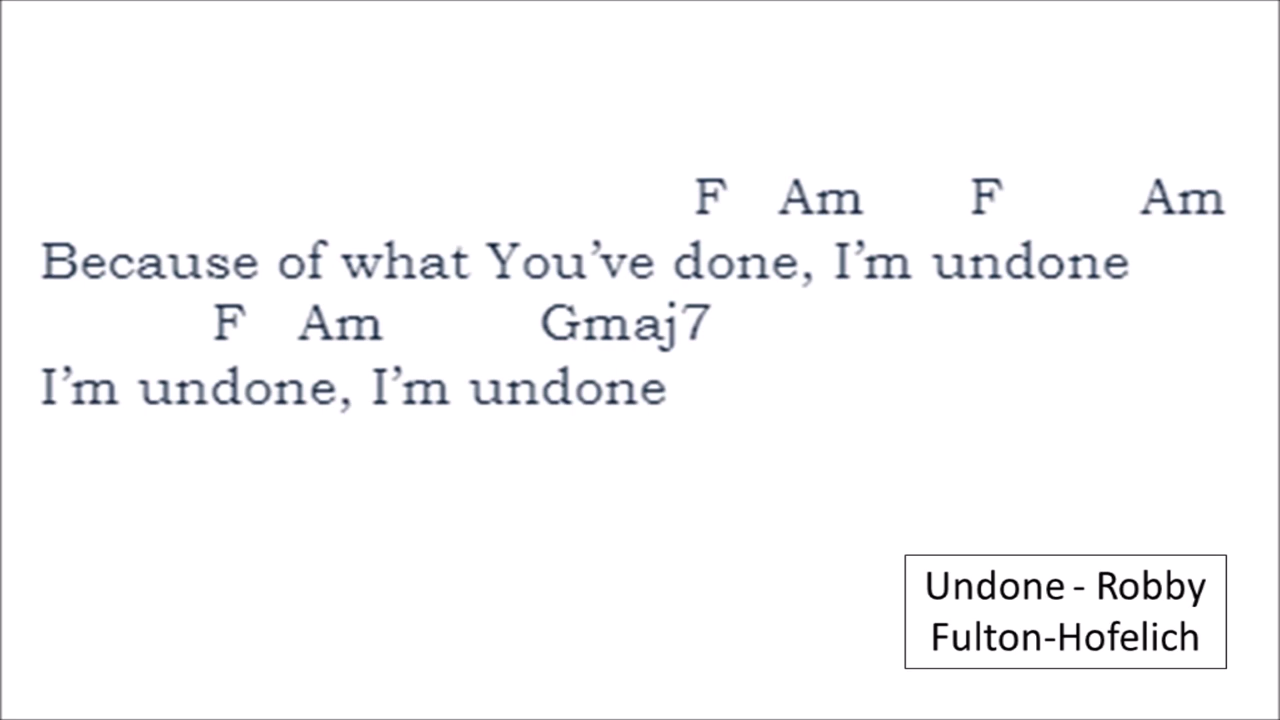 F Am F Am
Because of what You’ve done, I’m undone
F Am Gmaj7
I’m undone, I’m undone
Undone - Robby
Fulton-Hofelich